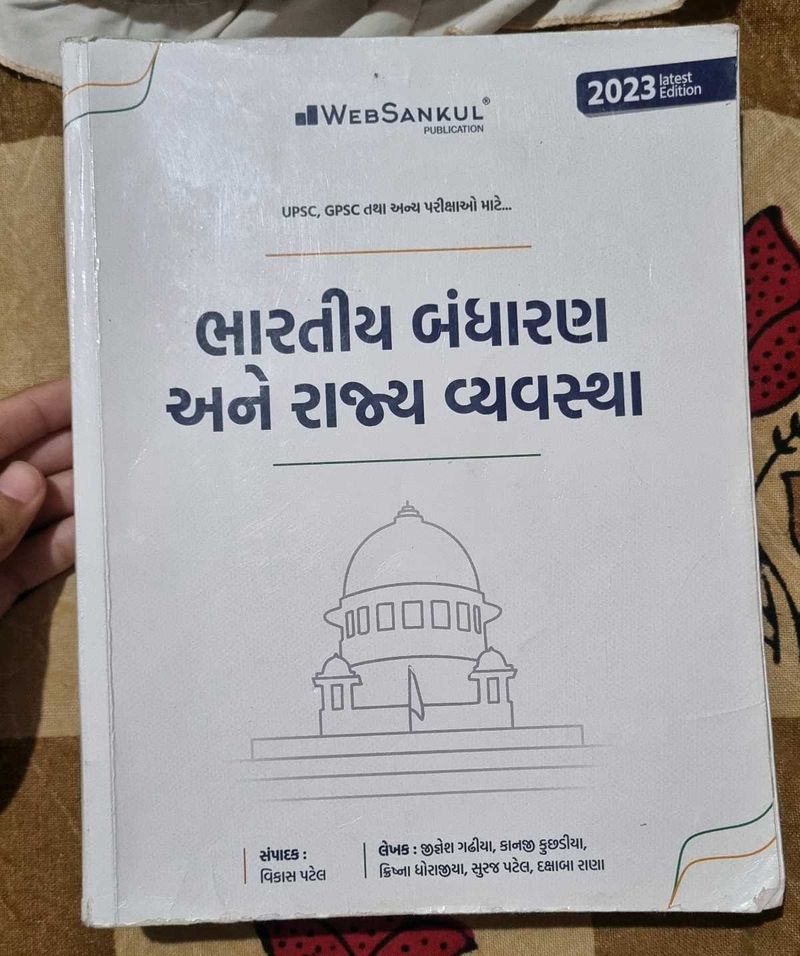 WEBSANKUL®
PUBLICATION
2023 latest Edition
UPSC, GPSC તથા અન્ય પરીક્ષાઓ માટે...
ભારતીય બંધારણ
અને રાજ્ય વ્યવસ્થા
સંપાદક :
વિકાસ પટેલ
લેખક : જીજ્ઞેશ ગઢીયા, કાનજી કુછડીયા,
ક્રિષ્ના ધોરાજીયા, સુરજ પટેલ, દક્ષાબા રાણા